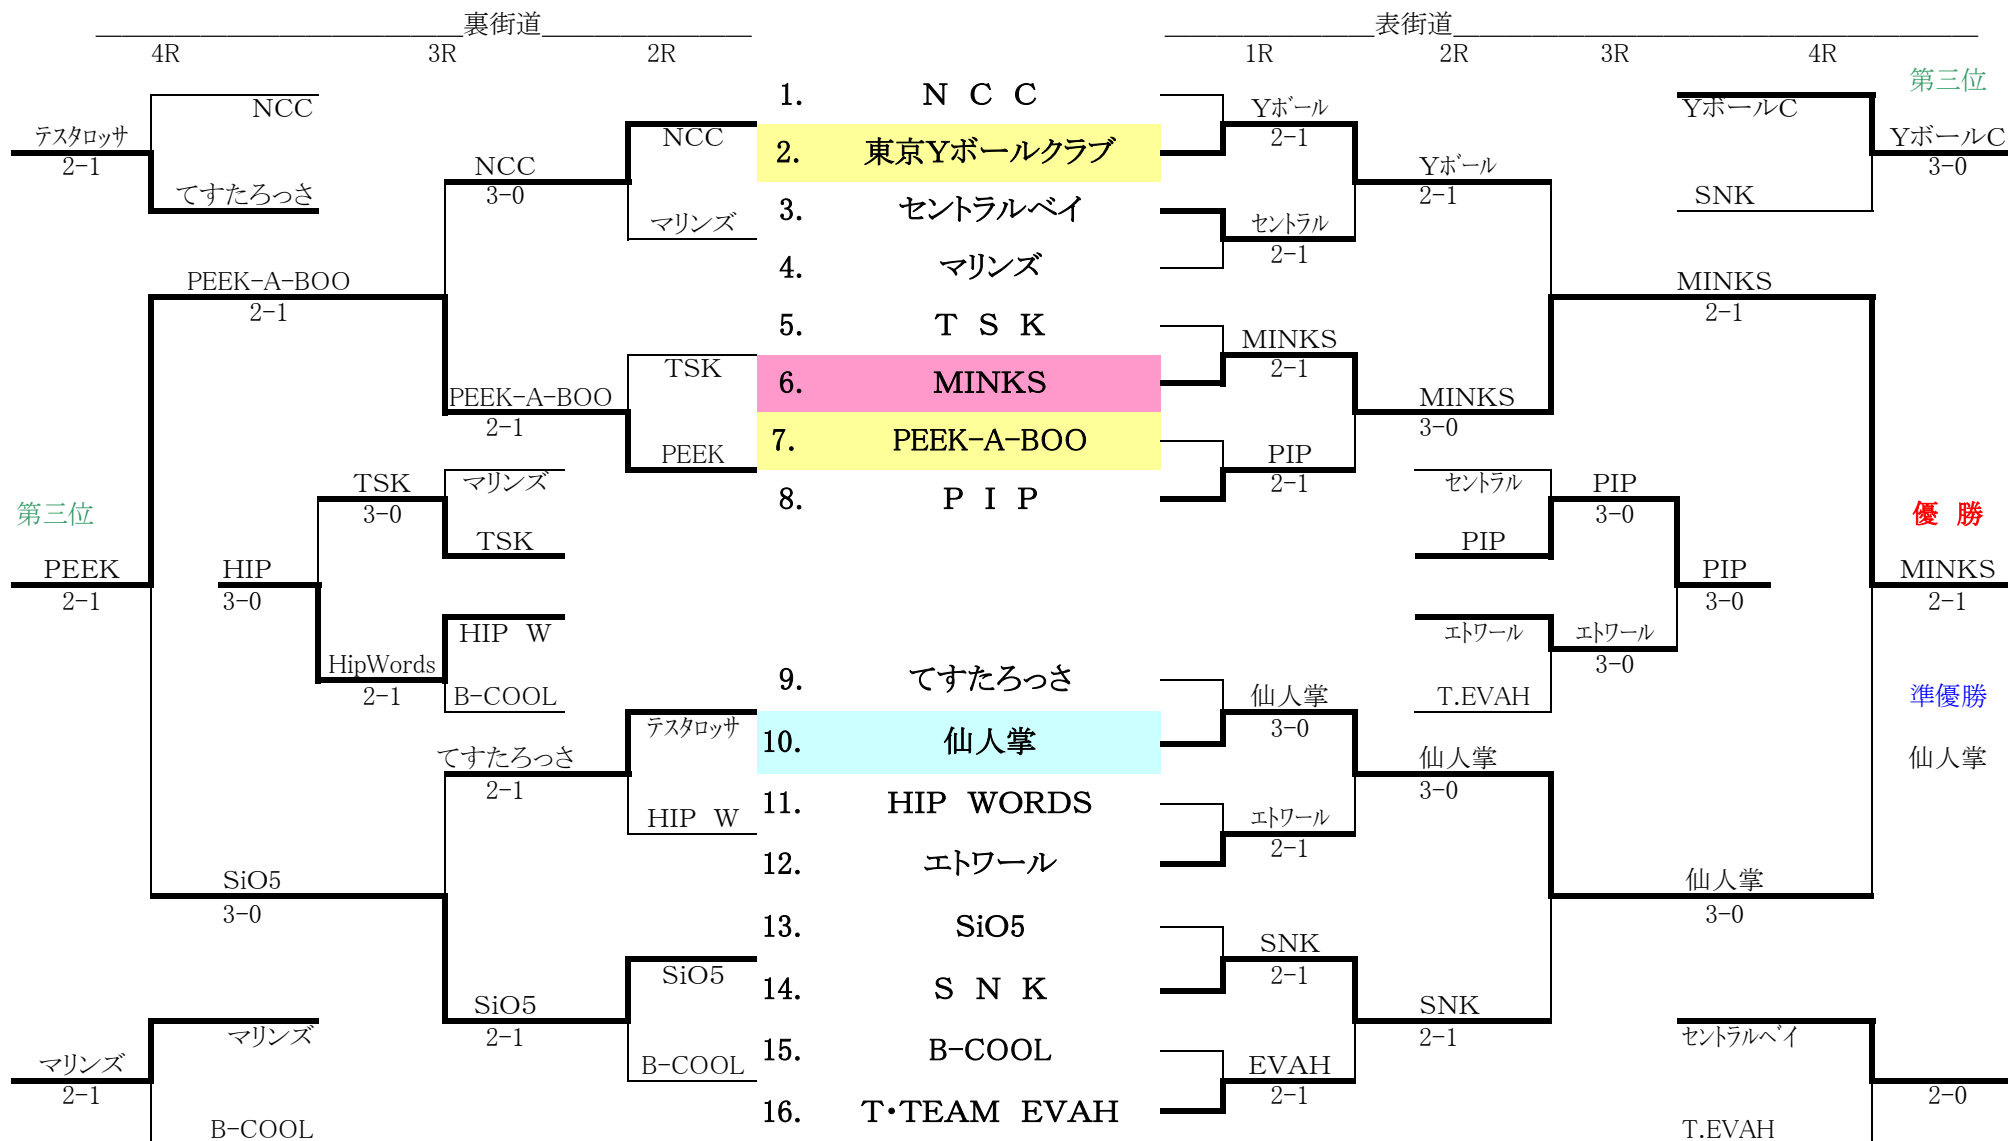 裏街道 表街道
4R 3R 2R 1R 2R 3R 4R
第三位
NCC 1. N C C Yボール YボールC
テスタロッサ NCC 2. 東京Yボールクラブ 2-1 YボールC
2-1 NCC Yボール 3-0
てすたろっさ 3-0 マリンズ 3. セントラルベイ セントラル 2-1 SNK
4. マリンズ 2-1
PEEK-A-BOO MINKS
2-1 5. T S K MINKS 2-1
TSK 6. MINKS 2-1
PEEK-A-BOO MINKS
2-1 PEEK 7. PEEK-A-BOO PIP 3-0
TSK マリンズ 8. P I P 2-1 セントラル PIP
第三位 3-0 3-0 優 勝
TSK PIP
PEEK HIP PIP MINKS
2-1 3-0 3-0 2-1
HIP W エトワール エトワール
HipWords 9. てすたろっさ 3-0
2-1 B-COOL 仙人掌 T.EVAH 準優勝
テスタロッサ 10. 仙人掌 3-0
てすたろっさ 仙人掌 仙人掌
2-1 HIP W 11. HIP WORDS エトワール 3-0
12. エトワール 2-1
SiO5 仙人掌
3-0 13. SiO5 3-0
SiO5 14. S N K SNK
2-1
SiO5 SNK
マリンズ 2-1 15. B-COOL 2-1 セントラルベイ
マリンズ B-COOL EVAH
2-1 2-1 2-0
B-COOL 16. T・TEAM EVAH T.EVAH